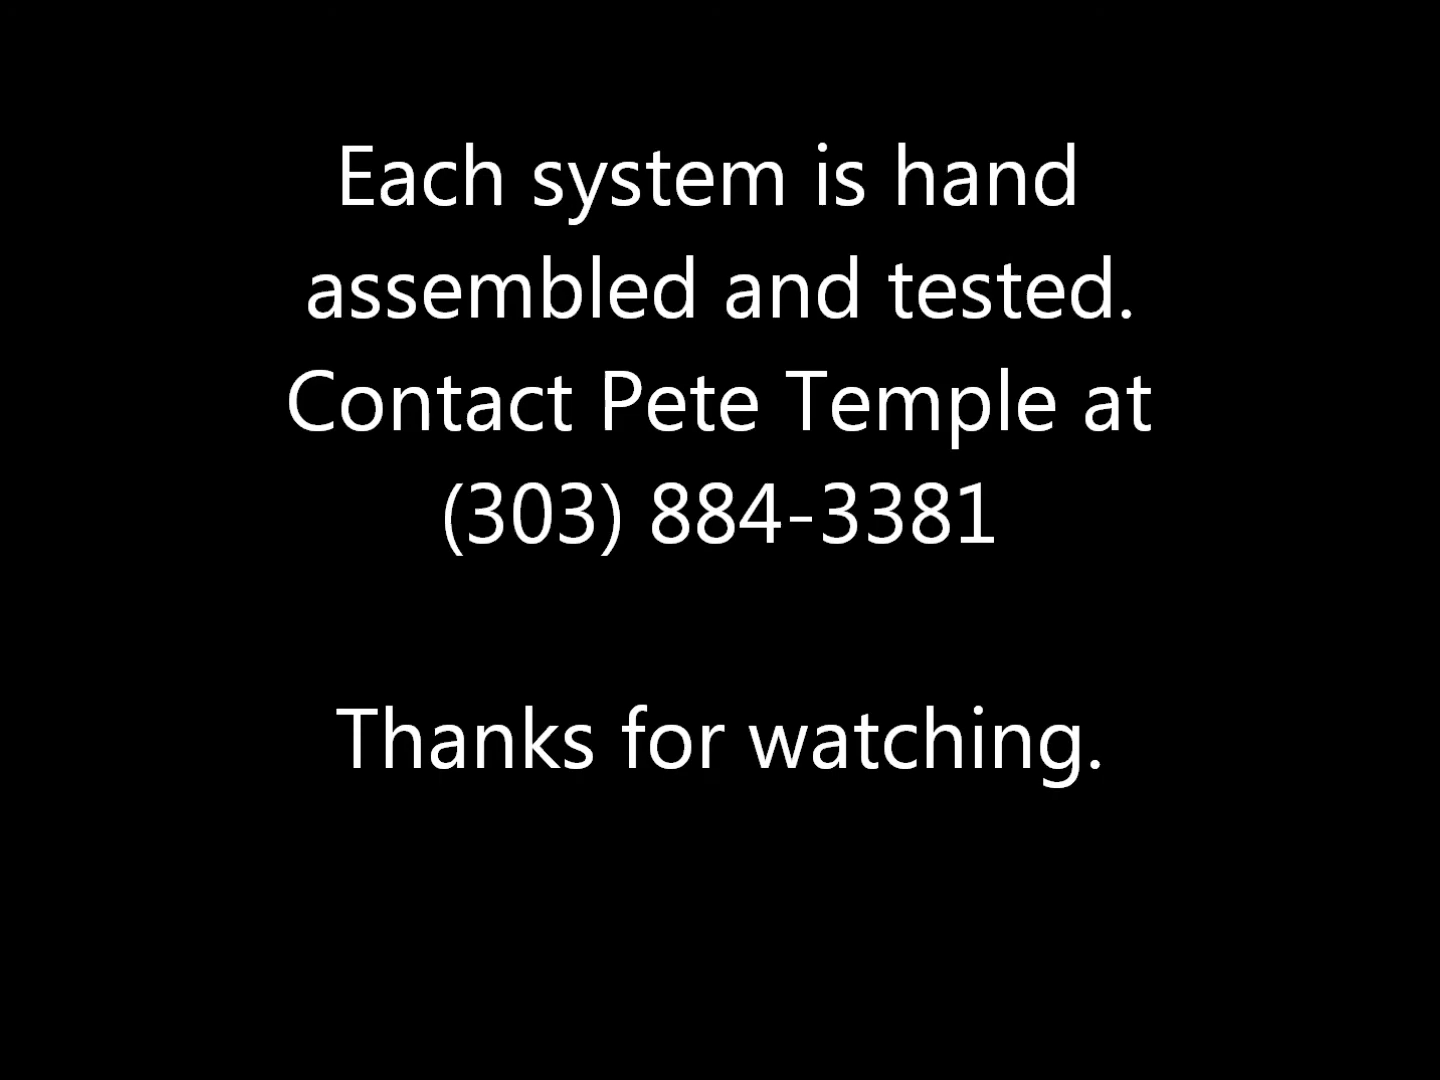 Each system is hand
assembled and tested.
Contact Pete Temple at
(303) 884-3381
Thanks for watching.